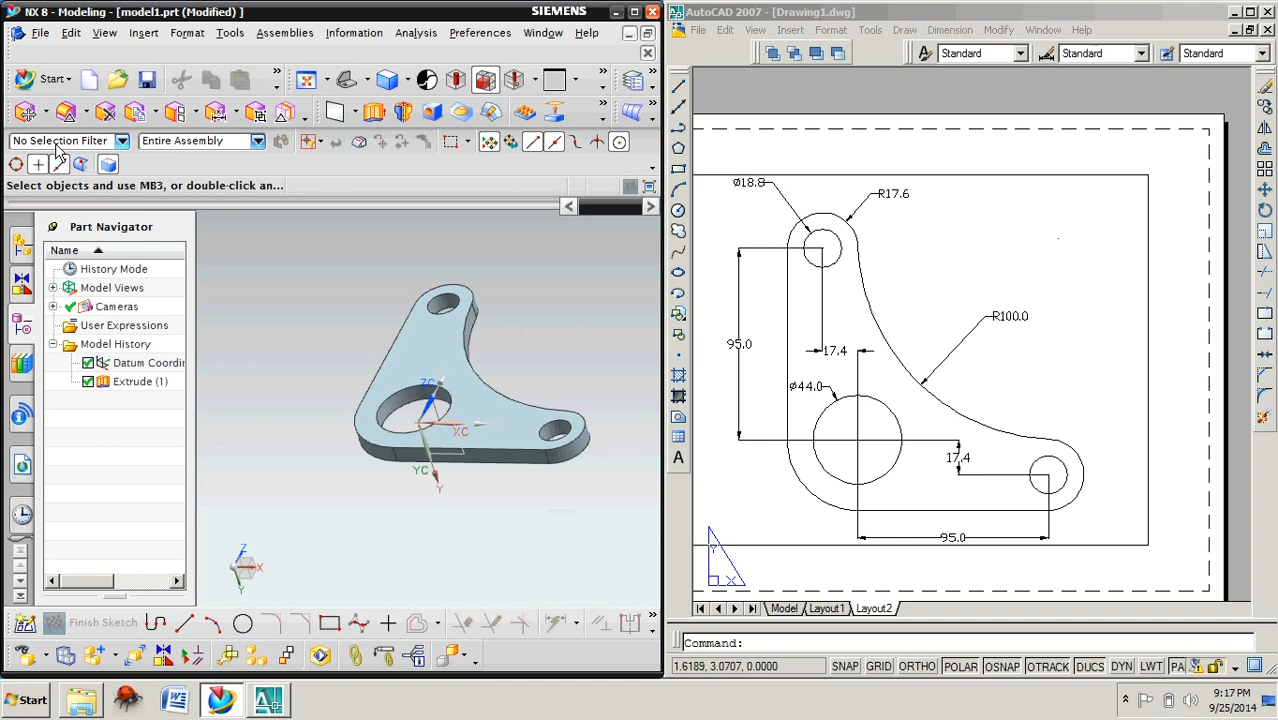 NX 8 - Modeling - [model1.prt (Modified) ]
SIEMENS
File Edit View Insert Format Tools Assemblies Information Analysis Preferences Window Help
Start
No Selection Filter
Entire Assembly
Select objects and use MB3, or double-click an...
Part Navigator
Name
History Mode
Model Views
Cameras
User Expressions
Model History
Datum Coordin
Extrude (1)
ZC
XC
YC
Y
Z
X
Y
Finish Sketch
AutoCAD 2007 - [Drawing1.dwg]
File Edit View Insert Format Tools Draw Dimension Modify Window Help
Standard
Standard
Standard
Ø18.8
R17.6
95.0
17.4
R100.0
Ø44.0
17.4
95.0
Y
X
A
Model Layout1 Layout2
Command:
1.6189, 3.0707, 0.0000
SNAP GRID ORTHO POLAR OSNAP OTRACK DUCS DYN LWT PA
Start
9:17 PM
9/25/2014